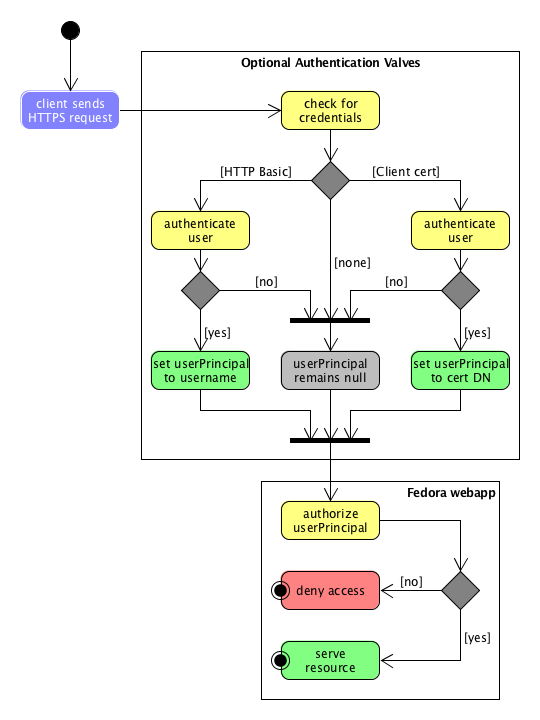 Optional Authentication Valves
client sends
HTTPS request
check for
credentials
[HTTP Basic]
[Client cert]
authenticate
user
authenticate
user
[none]
[no]
[no]
[yes]
[yes]
set userPrincipal
to username
userPrincipal
remains null
set userPrincipal
to cert DN
Fedora webapp
authorize
userPrincipal
deny access
[no]
[yes]
serve
resource